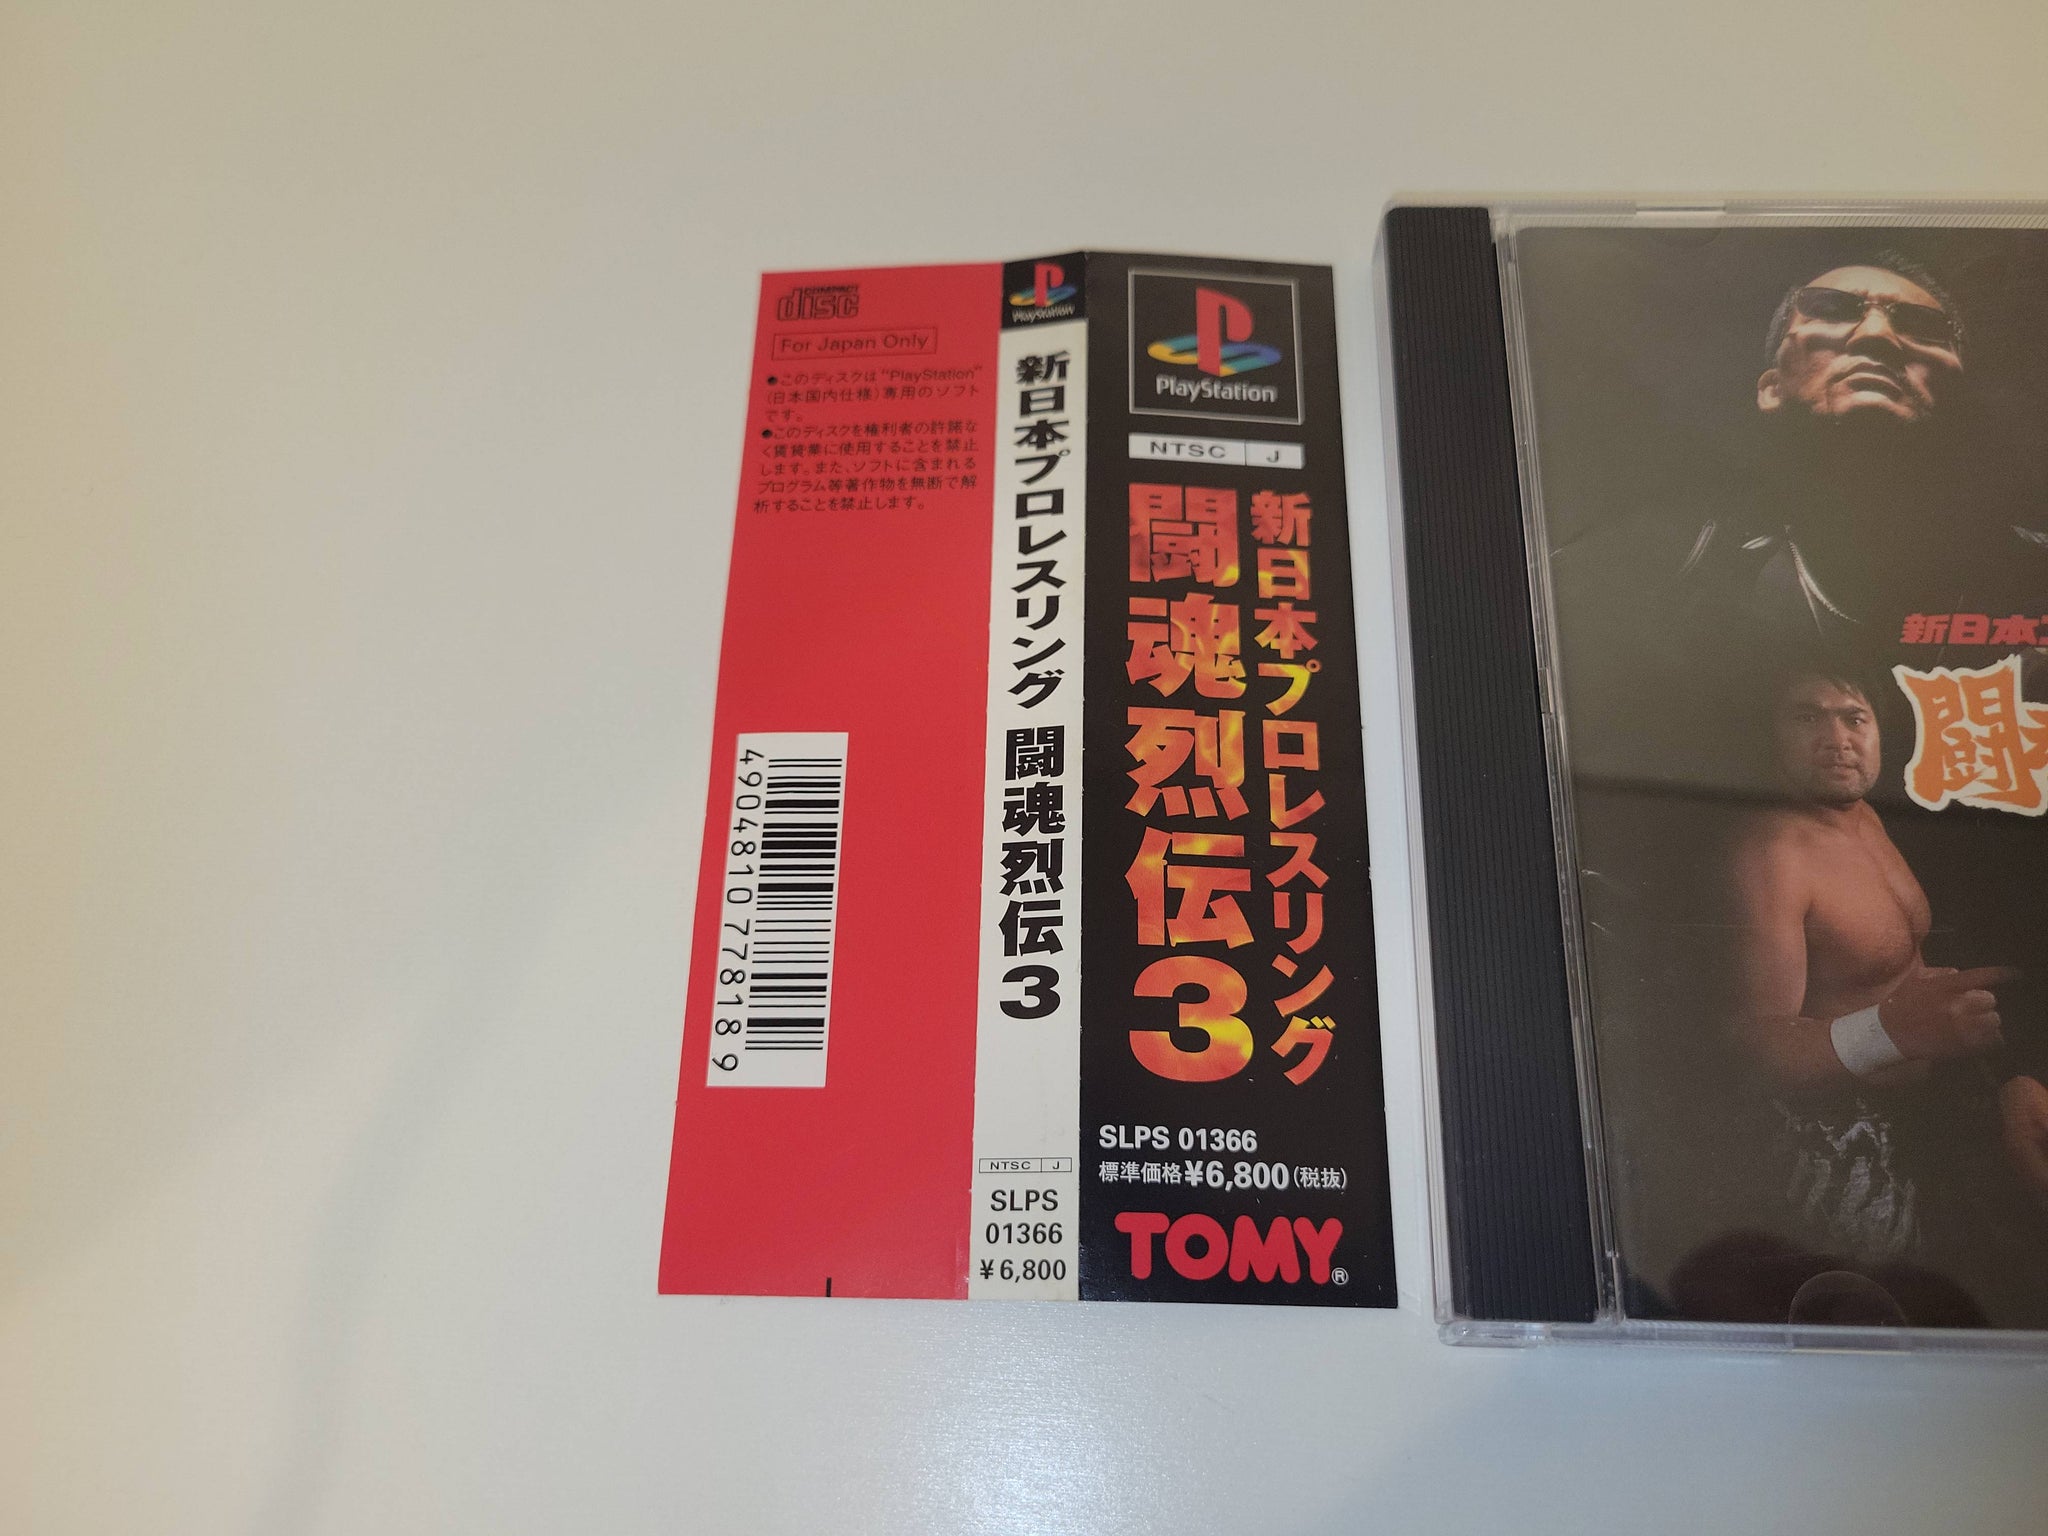 COMPACT
disc
For Japan Only
●このディスクは"PlayStation"
(日本国内仕様)専用のソフト
です。
●このディスクを権利者の許諾な
く賃貸業に使用することを禁止
します。また、ソフトに含まれる
プログラム等著作物を無断で解
析することを禁止します。
4904810778189
PlayStation
新日本プロレスリング 闘魂烈伝3
NTSC J
SLPS
01366
¥6,800
PlayStation
NTSC J
新日本プロレスリング
闘魂烈伝3
SLPS 01366
標準価格¥6,800(税抜)
TOMY®
新日本プ
闘